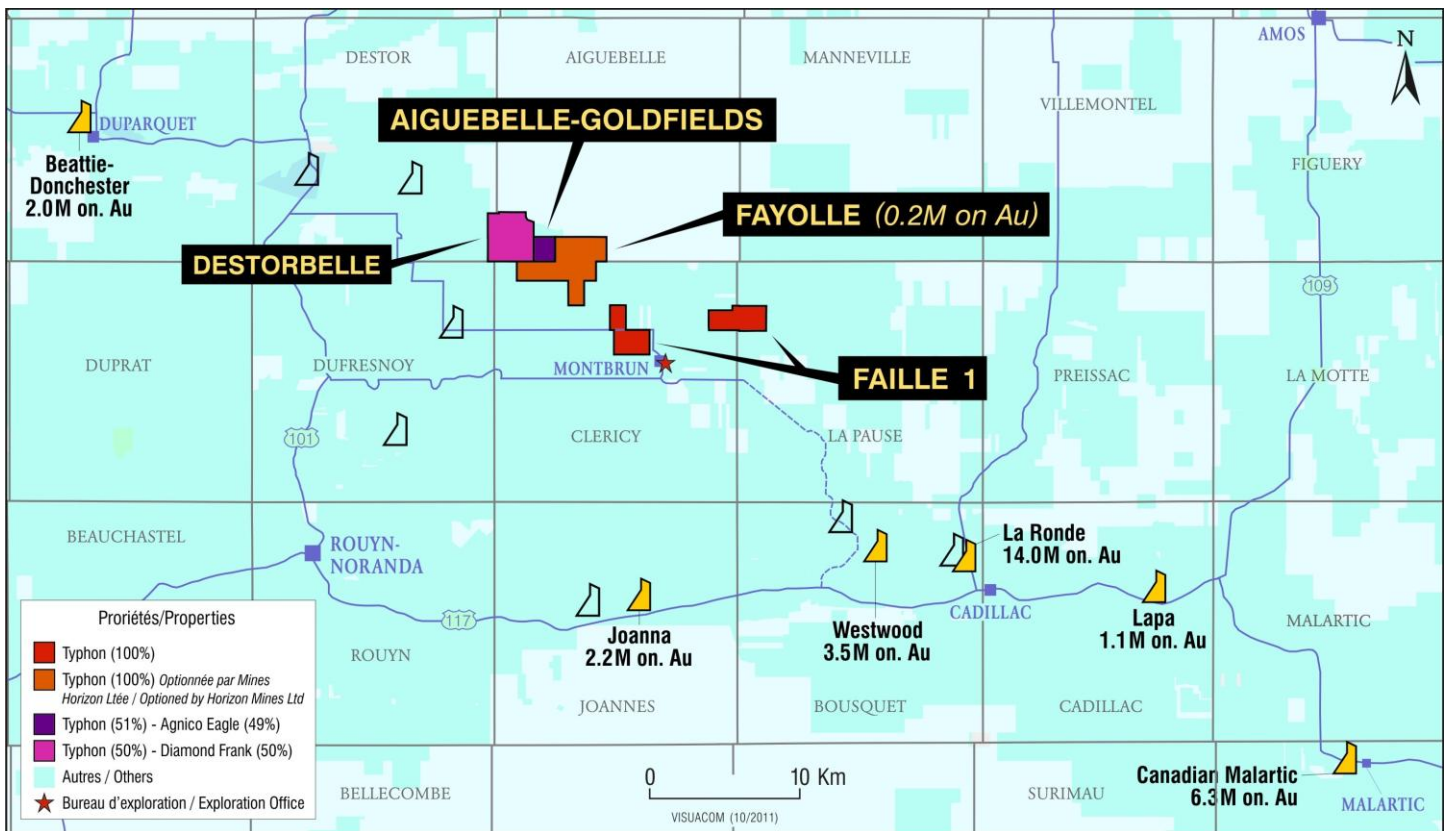 AMOS
N
DESTOR
AIGUEBELLE
MANNEVILLE
VILLEMONTEL
AIGUEBELLE-GOLDFIELDS
DUPARQUET
Beattie-
Donchester
2.0M on. Au
FIGUERY
FAYOLLE (0.2M on Au)
DESTORBELLE
109
DUPRAT
DUFRESNOY
MONTBRUN
FAILLE 1
PREISSAC
LA MOTTE
101
CLERICY
LA PAUSE
BEAUCHASTEL
ROUYN-
NORANDA
La Ronde
14.0M on. Au
CADILLAC
117
Joanna
2.2M on. Au
Westwood
3.5M on. Au
Lapa
1.1M on. Au
MALARTIC
ROUYN
JOANNES
BOUSQUET
CADILLAC
Proriétés/Properties
Typhon (100%)
Typhon (100%) Optionnée par Mines
Horizon Ltée / Optioned by Horizon Mines Ltd
Typhon (51%) - Agnico Eagle (49%)
Typhon (50%) - Diamond Frank (50%)
Autres / Others
Bureau d'exploration / Exploration Office
BELLECOMBE
0 10 Km
VISUACOM (10/2011)
SURIMAU
Canadian Malartic
6.3M on. Au
MALARTIC